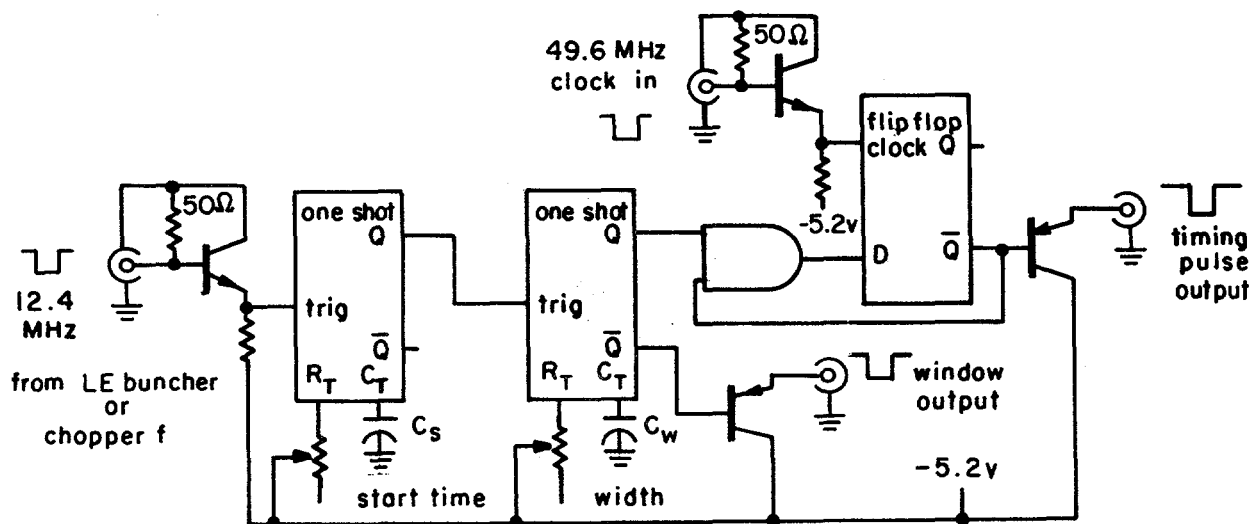 49.6 MHz
clock in
50Ω
flip flop
clock Q
D
Q̅
-5.2v
timing
pulse
output
12.4
MHz
50Ω
from LE buncher
or
chopper f
one shot
Q
trig
Q̅
R_T C_T
C_S
start time
one shot
Q
trig
Q̅
R_T C_T
C_W
width
window
output
-5.2v